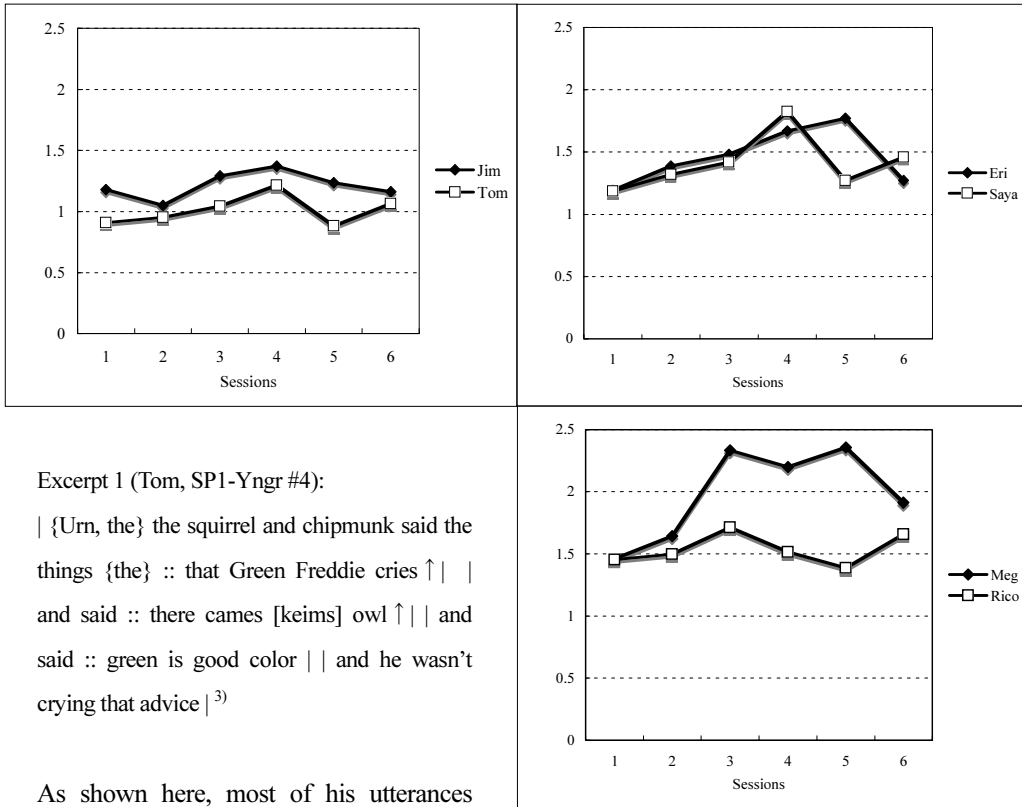 2.5
2
1.5
1
0.5
0
1 2 3 4 5 6
Sessions
Jim
Tom
2.5
2
1.5
1
0.5
0
1 2 3 4 5 6
Sessions
Eri
Saya
Excerpt 1 (Tom, SP1-Yngr #4):
| {Urn, the} the squirrel and chipmunk said the
things {the} :: that Green Freddie cries ↑ | |
and said :: there cames [keims] owl ↑ | | and
said :: green is good color | | and he wasn't
crying that advice | 3)
As shown here, most of his utterances
2.5
2
1.5
1
0.5
0
1 2 3 4 5 6
Sessions
Meg
Rico